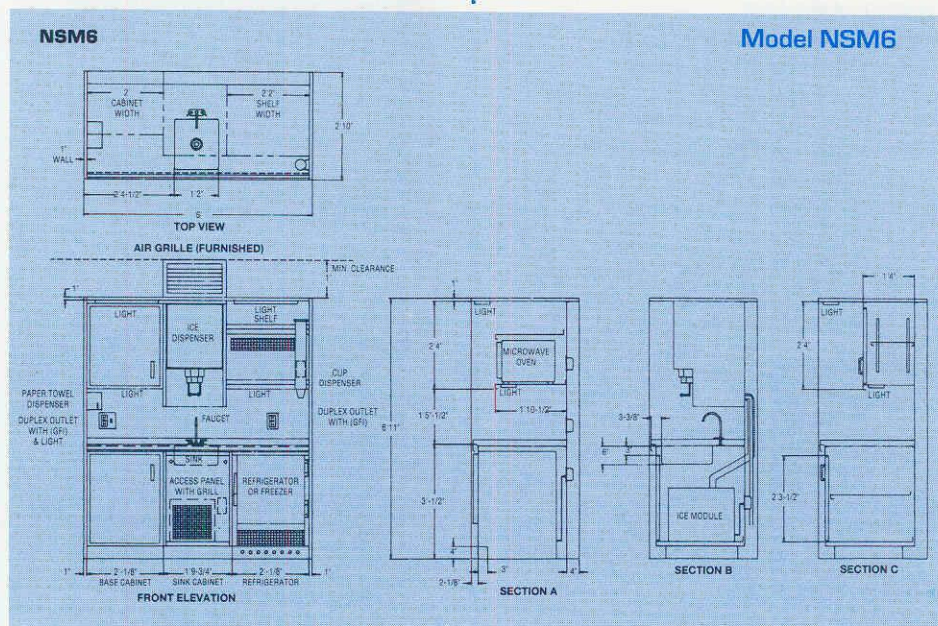 NSM6
Model NSM6
2'
CABINET
WIDTH
2'2"
SHELF
WIDTH
2'10"
1"
WALL
2'4-1/2"
1'2"
6'
TOP VIEW
AIR GRILLE (FURNISHED)
MIN. CLEARANCE
1'
1"
LIGHT
ICE
DISPENSER
LIGHT
SHELF
CUP
DISPENSER
PAPER TOWEL
DISPENSER
LIGHT
LIGHT
DUPLEX OUTLET
WITH (GFI)
& LIGHT
FAUCET
DUPLEX OUTLET
WITH (GFI)
SINK
ACCESS PANEL
WITH GRILL
REFRIGERATOR
OR FREEZER
1"
2'-1/8"
1'9-3/4"
2'-1/8"
1"
BASE CABINET
SINK CABINET
REFRIGERATOR
FRONT ELEVATION
1"
LIGHT
2'4"
MICROWAVE
OVEN
LIGHT
1'10-1/2"
1'5"-1/2"
6'11"
3'-1/2"
4"
3"
4"
2-1/8"
SECTION A
3-3/8"
6"
3"
ICE MODULE
SECTION B
1'4"
LIGHT
2'4"
LIGHT
2'3-1/2"
SECTION C